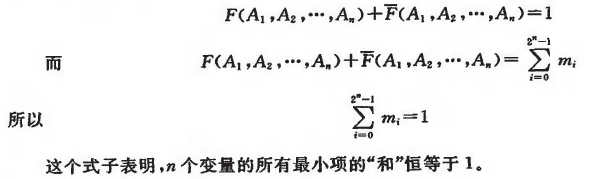 F(A₁,A₂,⋯,Aₙ)+F̅(A₁,A₂,⋯,Aₙ)=1
而 F(A₁,A₂,⋯,Aₙ)+F̅(A₁,A₂,⋯,Aₙ)=∑_{i=0}^{2ⁿ−1} mᵢ
所以 ∑_{i=0}^{2ⁿ−1} mᵢ=1
这个式子表明,n 个变量的所有最小项的“和”恒等于 1。